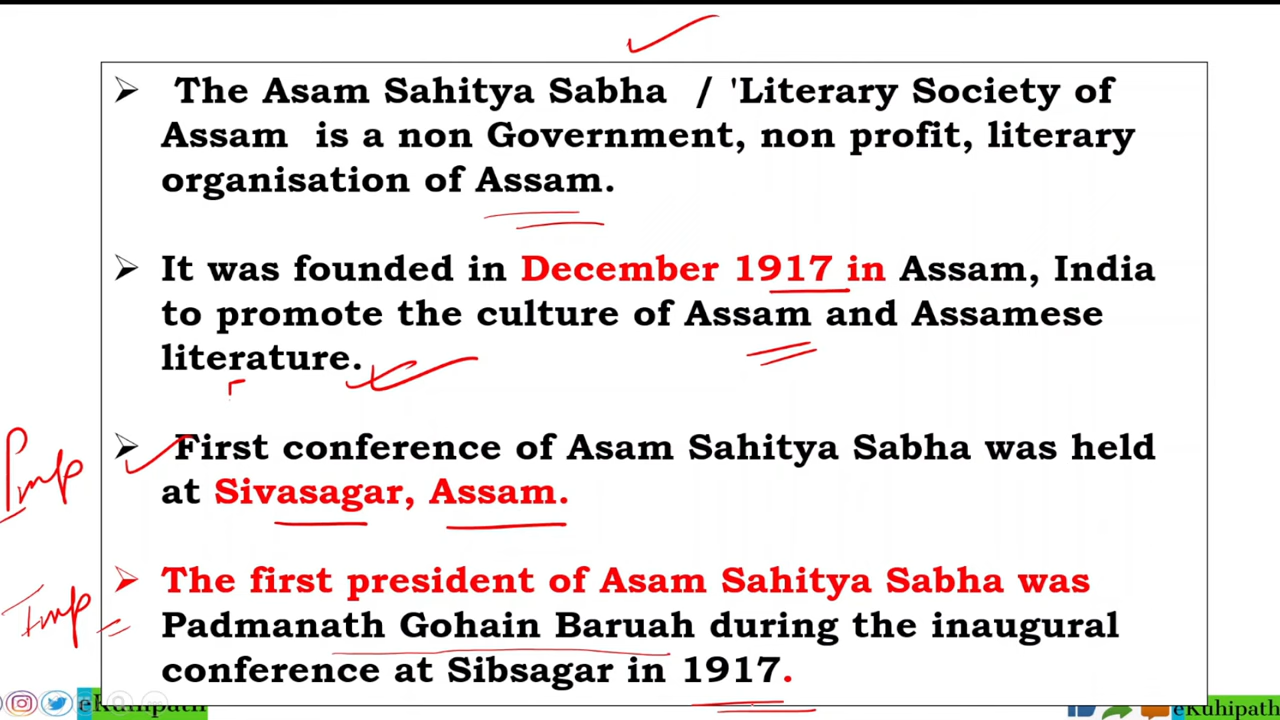 The Asam Sahitya Sabha / 'Literary Society of
Assam is a non Government, non profit, literary
organisation of Assam.
It was founded in December 1917 in Assam, India
to promote the culture of Assam and Assamese
literature.
Imp
First conference of Asam Sahitya Sabha was held
at Sivasagar, Assam.
Imp
The first president of Asam Sahitya Sabha was
Padmanath Gohain Baruah during the inaugural
conference at Sibsagar in 1917.
eKuhipath
eKuhipath